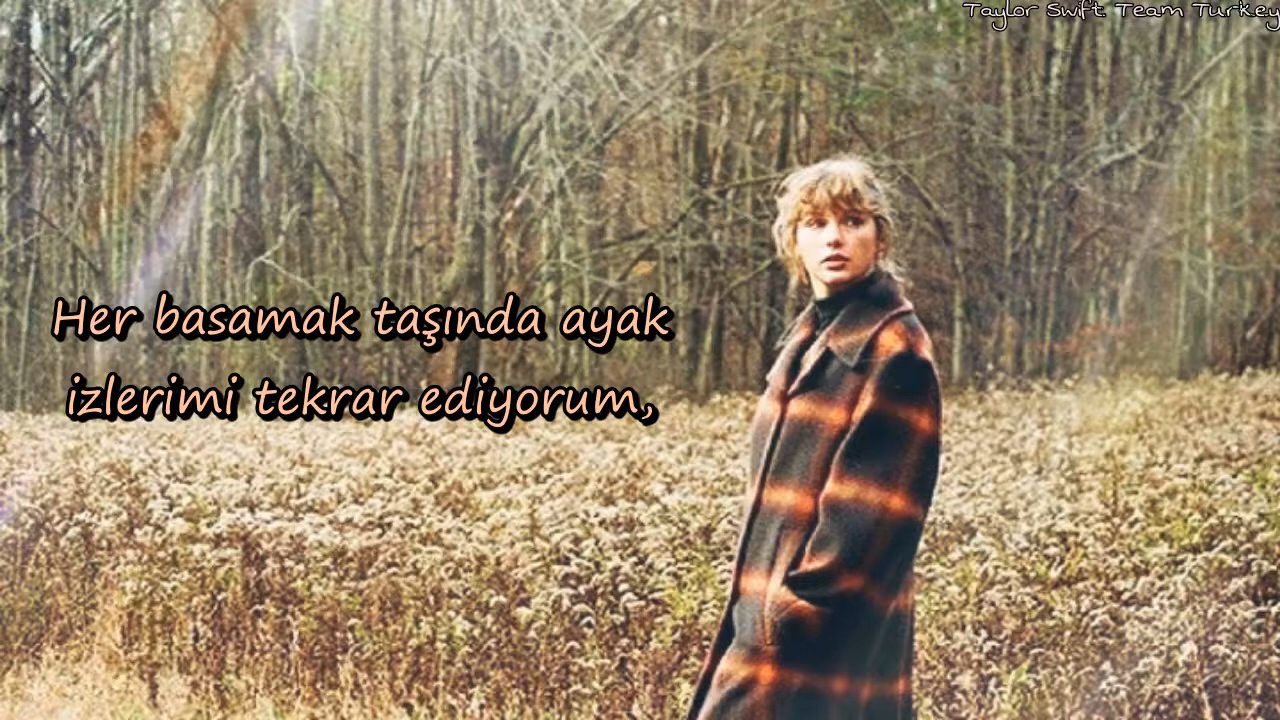 Taylor Swift. Team Turkey
Her basamak taşında ayak
izlerimi tekrar ediyorum,